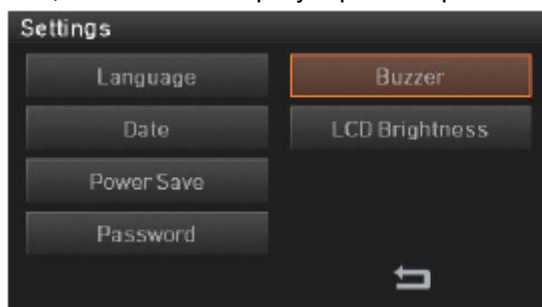 Settings
Language
Buzzer
Date
LCD Brightness
Power Save
Password